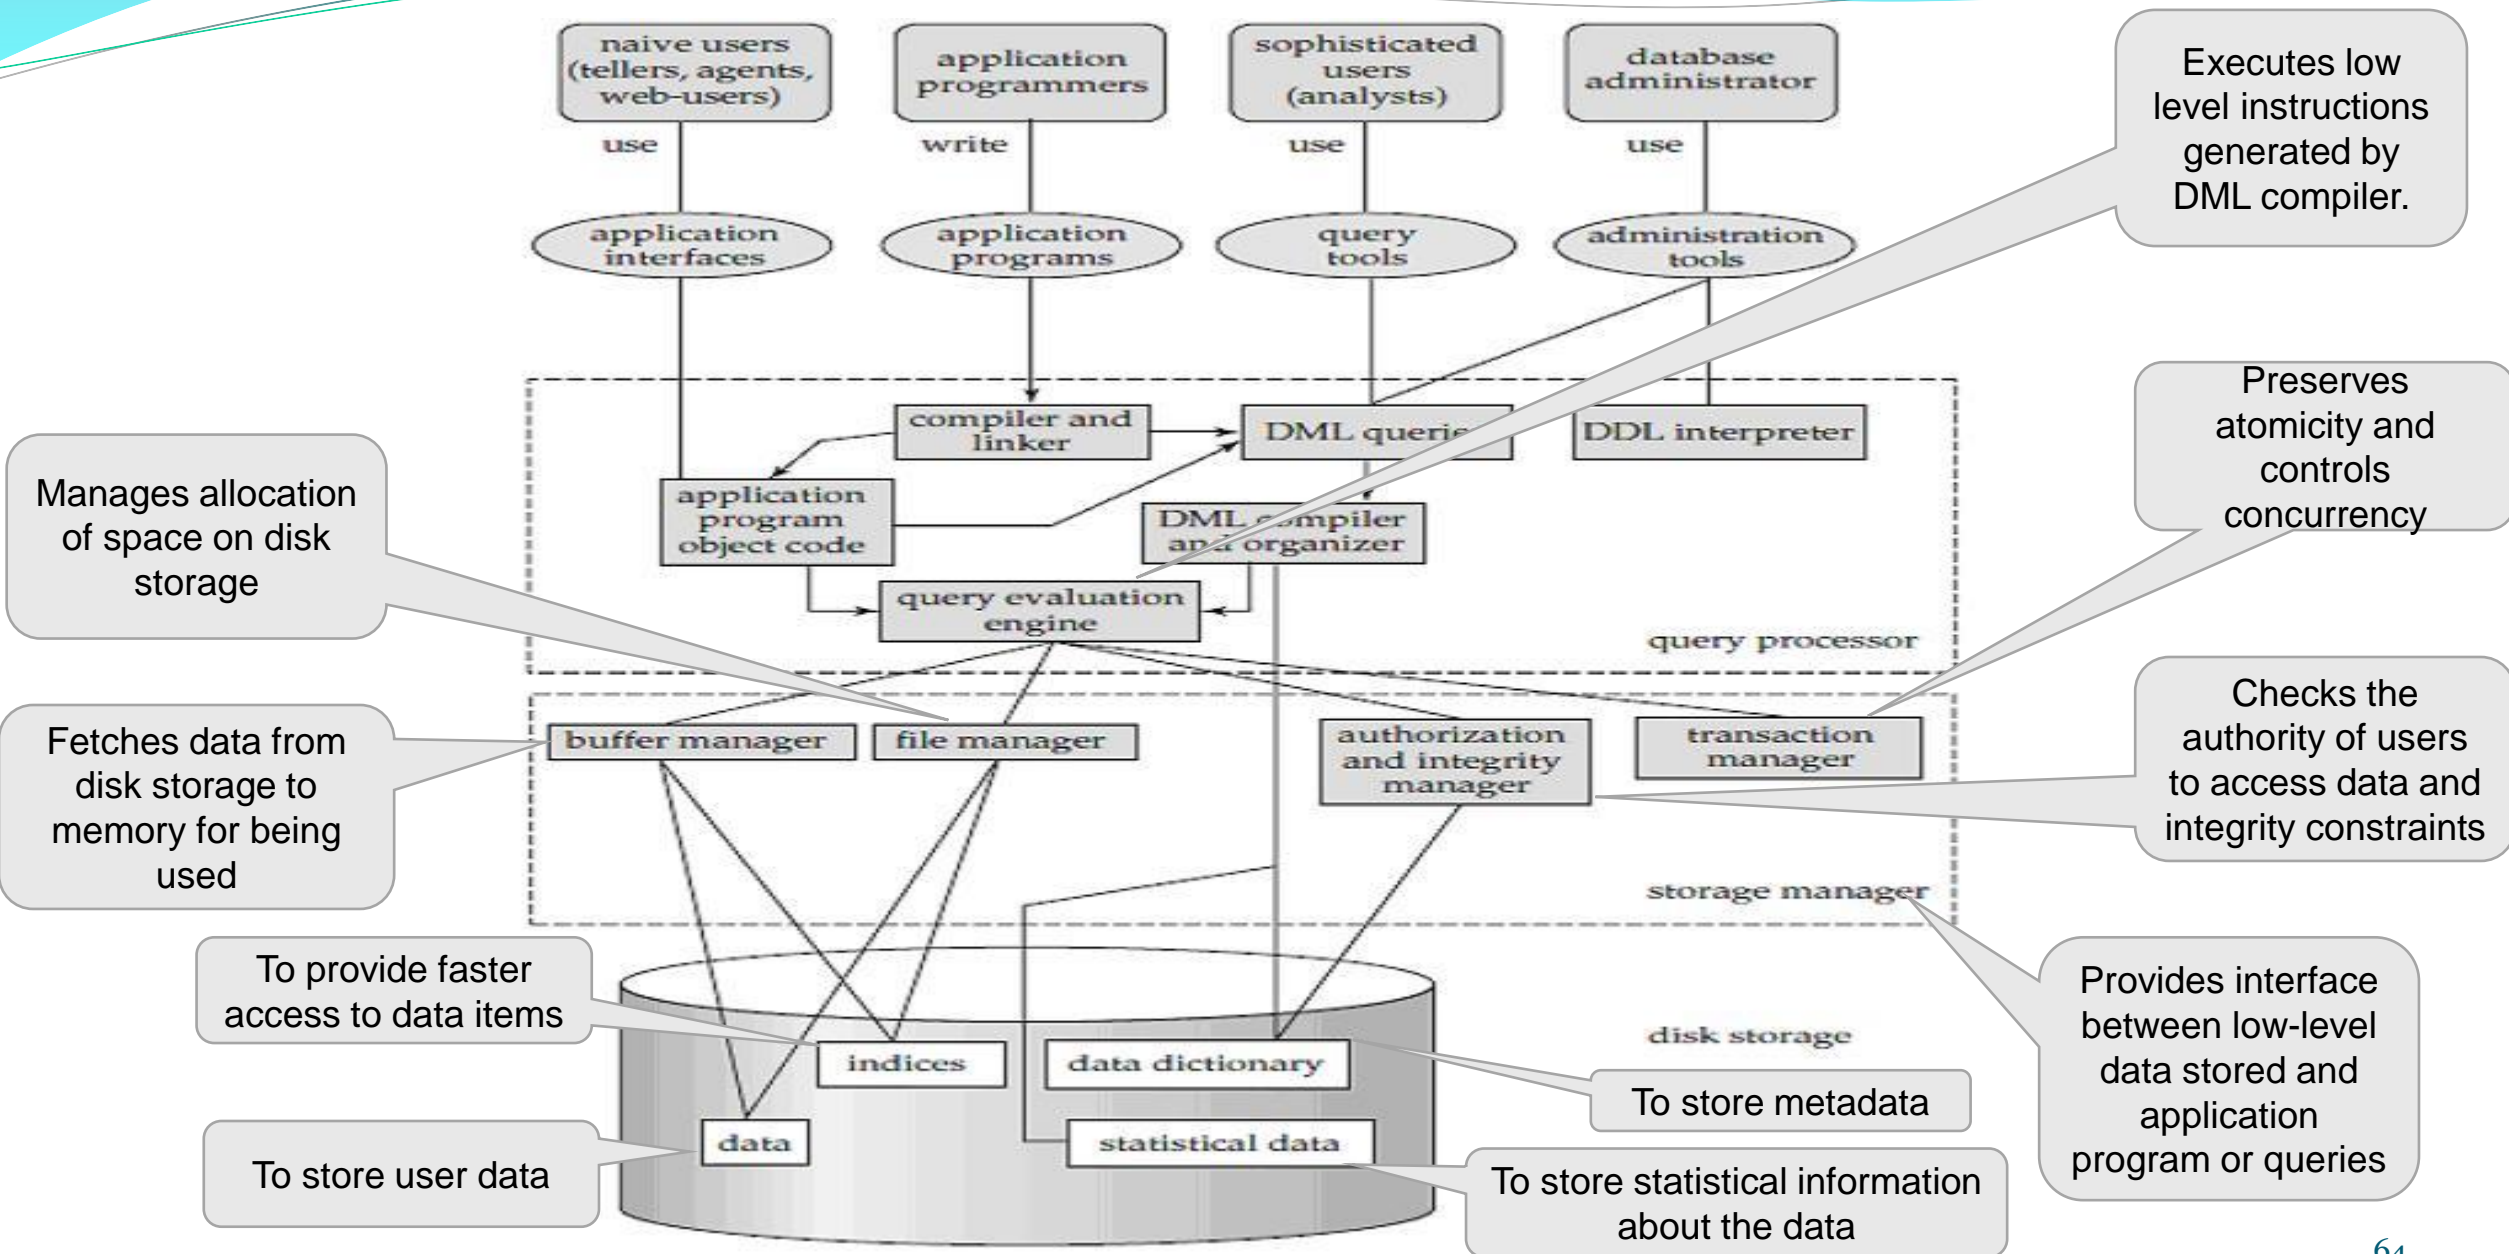 naive users
(tellers, agents,
web-users)
application
programmers
sophisticated
users
(analysts)
database
administrator
use
write
use
use
application
interfaces
application
programs
query
tools
administration
tools
Executes low
level instructions
generated by
DML compiler.
compiler and
linker
DML querie
DDL interpreter
application
program
object code
DML compiler
and organizer
query evaluation
engine
query processor
Preserves
atomicity and
controls
concurrency
Manages allocation
of space on disk
storage
buffer manager
file manager
authorization
and integrity
manager
transaction
manager
storage manager
Fetches data from
disk storage to
memory for being
used
Checks the
authority of users
to access data and
integrity constraints
To provide faster
access to data items
indices
data dictionary
disk storage
data
statistical data
To store user data
To store metadata
To store statistical information
about the data
Provides interface
between low-level
data stored and
application
program or queries
64